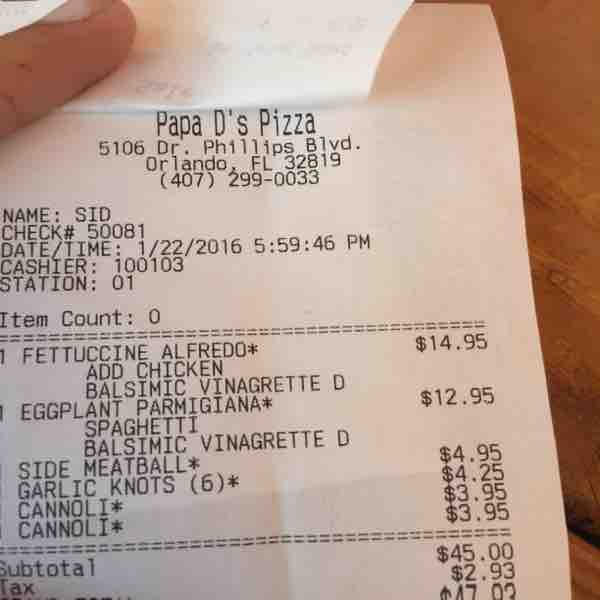 Papa D's Pizza
5106 Dr. Phillips Blvd.
Orlando, FL 32819
(407) 299-0033
NAME: SID
CHECK# 50081
DATE/TIME: 1/22/2016 5:59:46 PM
CASHIER: 100103
STATION: 01
Item Count: 0
1 FETTUCCINE ALFREDO* $14.95
ADD CHICKEN
BALSIMIC VINAGRETTE D
1 EGGPLANT PARMIGIANA* $12.95
SPAGHETTI
BALSIMIC VINAGRETTE D
SIDE MEATBALL* $4.95
GARLIC KNOTS (6)* $4.25
CANNOLI* $3.95
CANNOLI* $3.95
Subtotal $45.00
Tax $2.93
$47.93